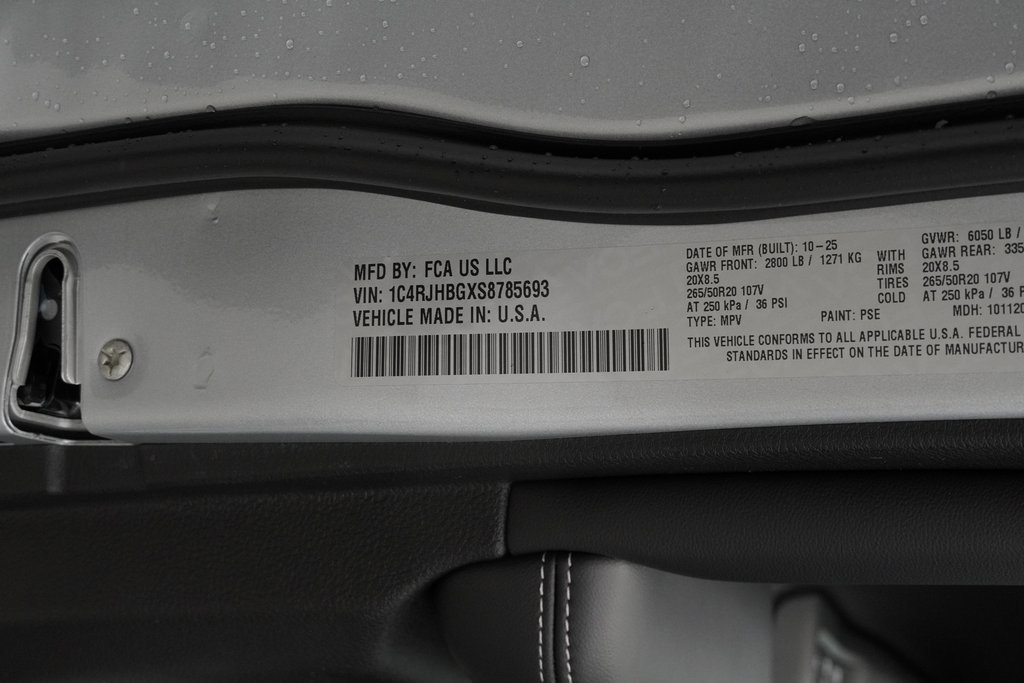 MFD BY: FCA US LLC
VIN: 1C4RJHBGXS8785693
VEHICLE MADE IN: U.S.A.
DATE OF MFR (BUILT): 10-25
GAWR FRONT: 2800 LB / 1271 KG
20X8.5
265/50R20 107V
AT 250 kPa / 36 PSI
TYPE: MPV
PAINT: PSE
WITH
RIMS
TIRES
COLD
GVWR: 6050 LB /
GAWR REAR: 335
20X8.5
265/50R20 107V
AT 250 kPa / 36 P
MDH: 101120
THIS VEHICLE CONFORMS TO ALL APPLICABLE U.S.A. FEDERAL
STANDARDS IN EFFECT ON THE DATE OF MANUFACTUR